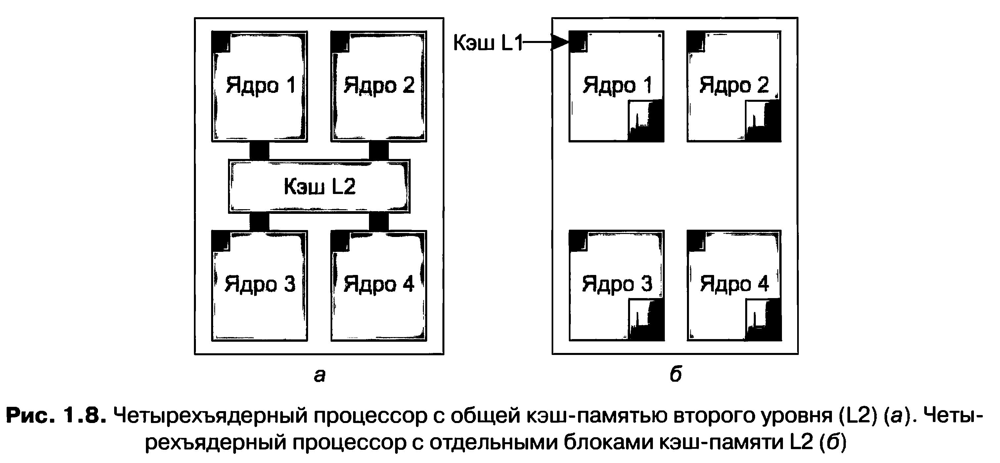 Ядро 1
Ядро 2
Кэш L2
Ядро 3
Ядро 4
а
Кэш L1
Ядро 1
Ядро 2
Ядро 3
Ядро 4
б
Рис. 1.8. Четырехъядерный процессор с общей кэш-памятью второго уровня (L2) (а). Четы-
рехъядерный процессор с отдельными блоками кэш-памяти L2 (б)